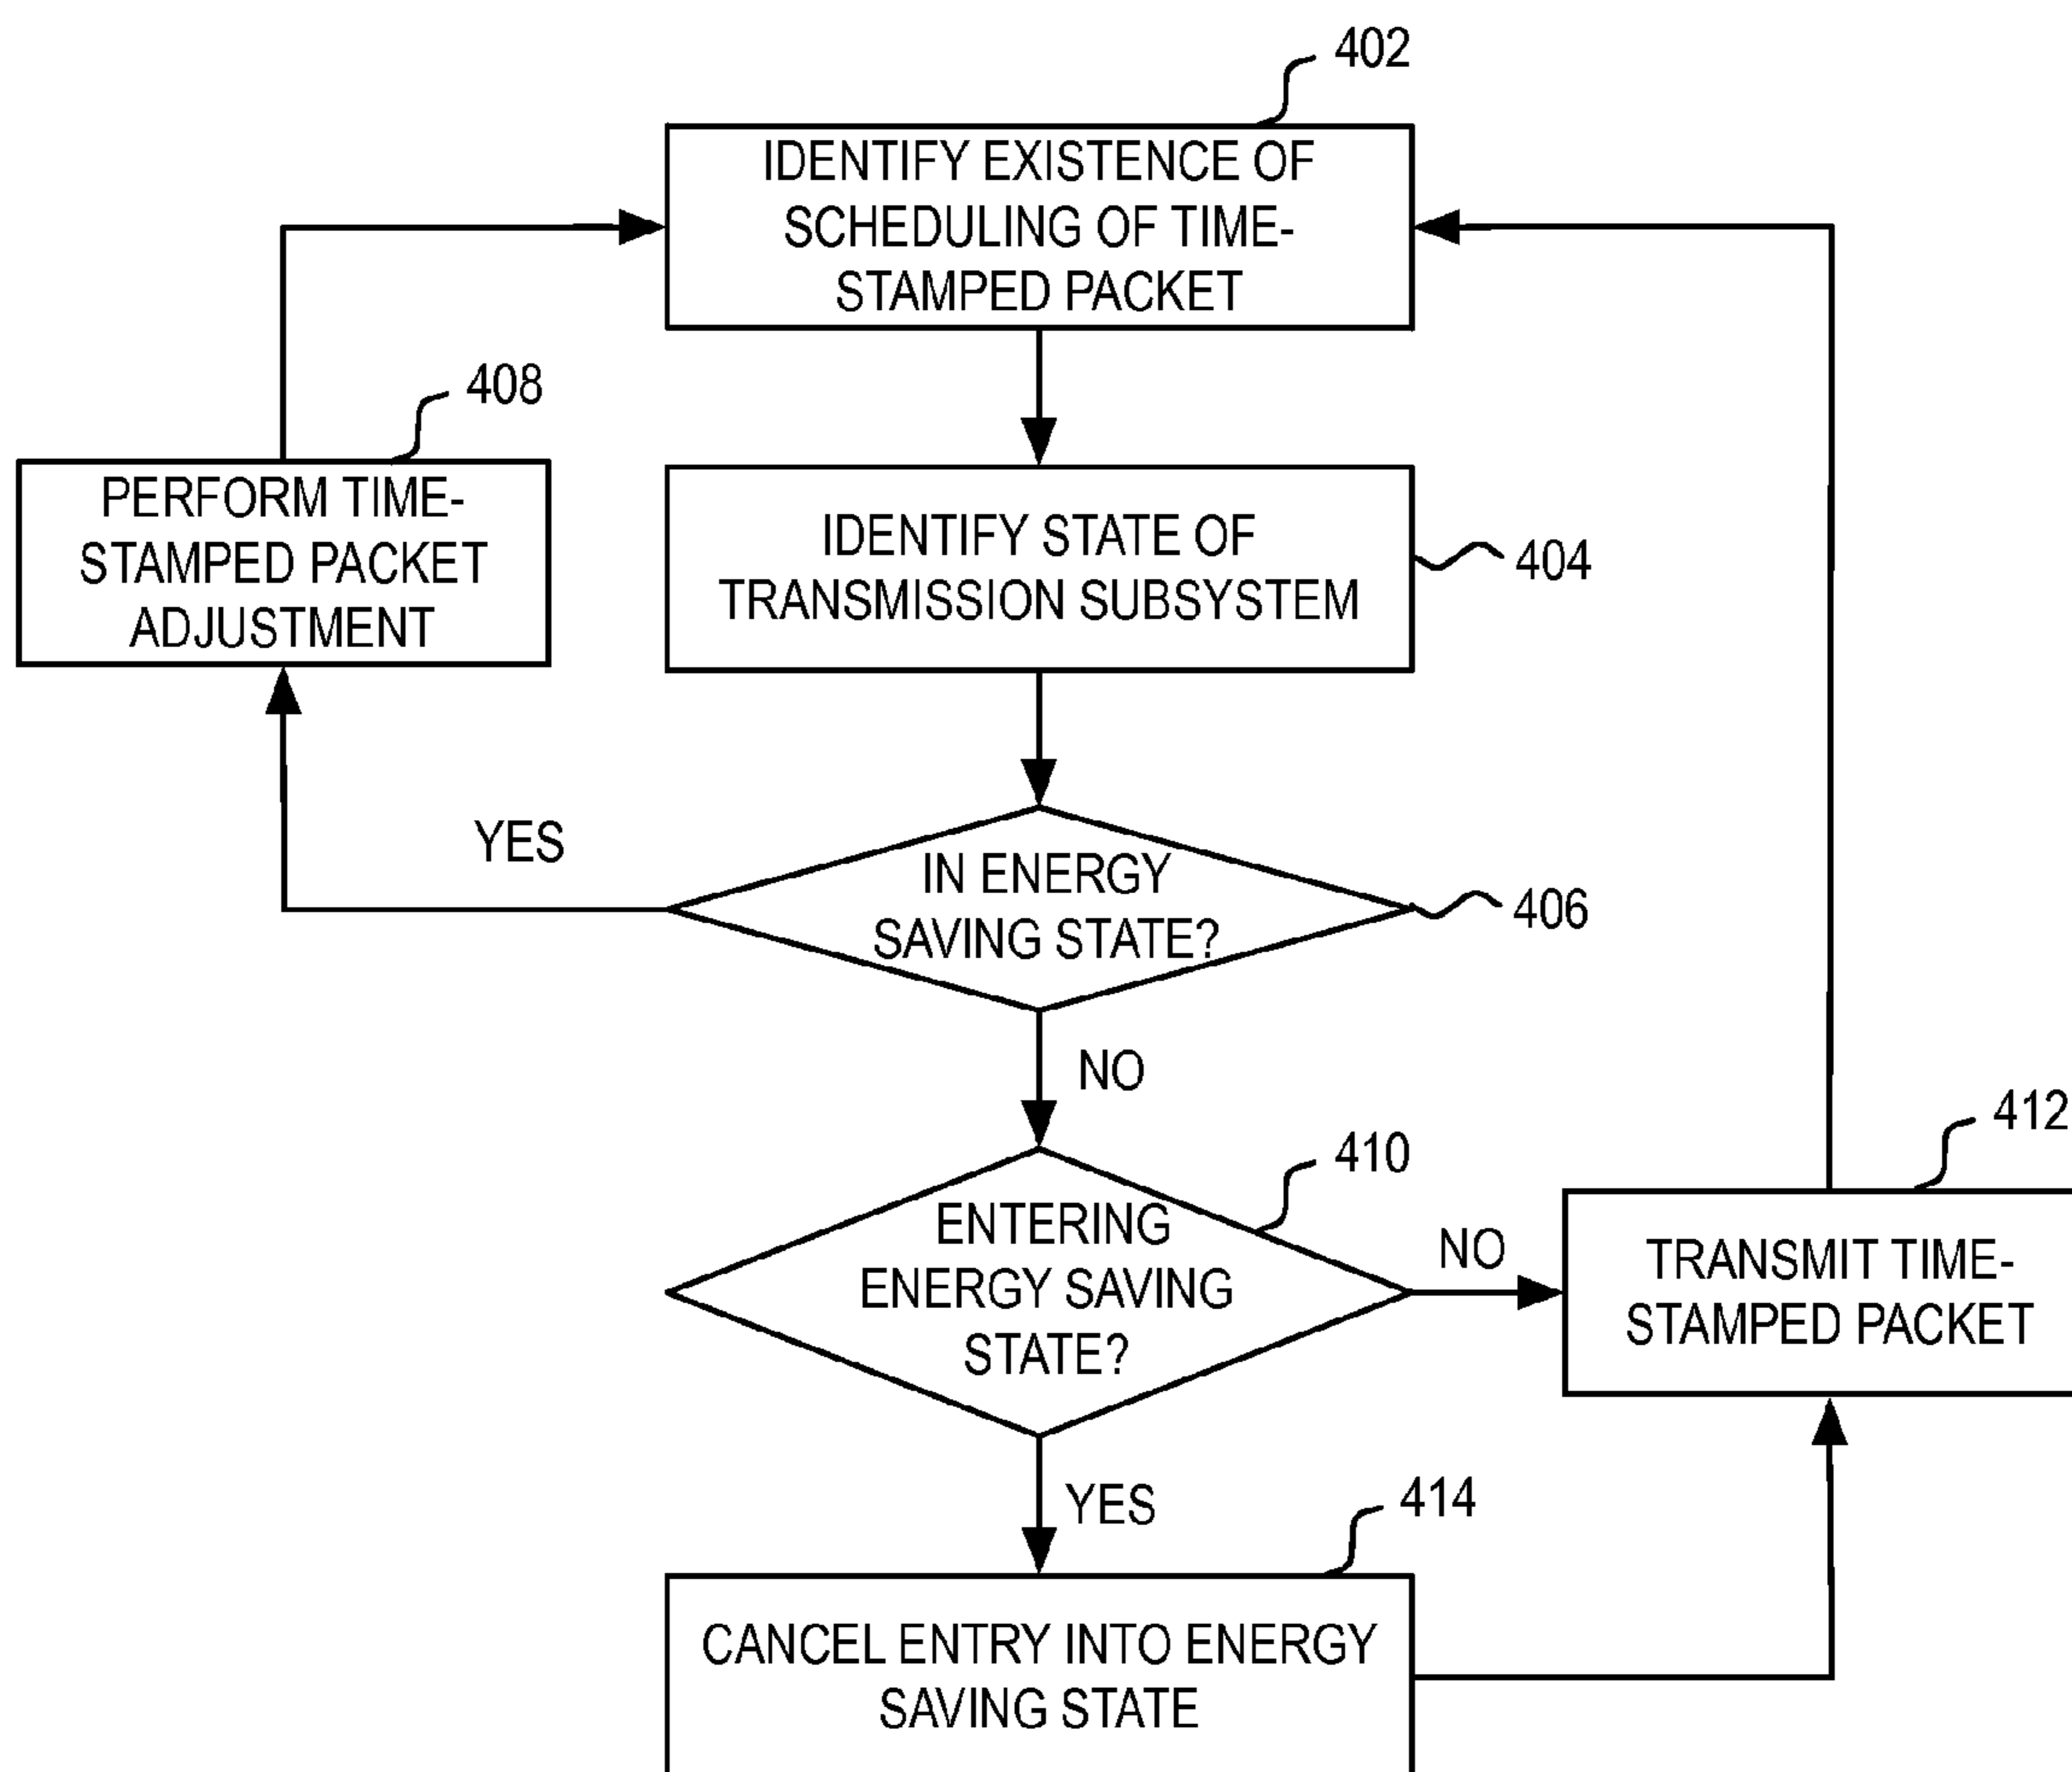 402
IDENTIFY EXISTENCE OF
SCHEDULING OF TIME-
STAMPED PACKET
408
PERFORM TIME-
STAMPED PACKET
ADJUSTMENT
IDENTIFY STATE OF
TRANSMISSION SUBSYSTEM
404
YES
IN ENERGY
SAVING STATE?
406
NO
410
ENTERING
ENERGY SAVING
STATE?
NO
412
TRANSMIT TIME-
STAMPED PACKET
YES
414
CANCEL ENTRY INTO ENERGY
SAVING STATE